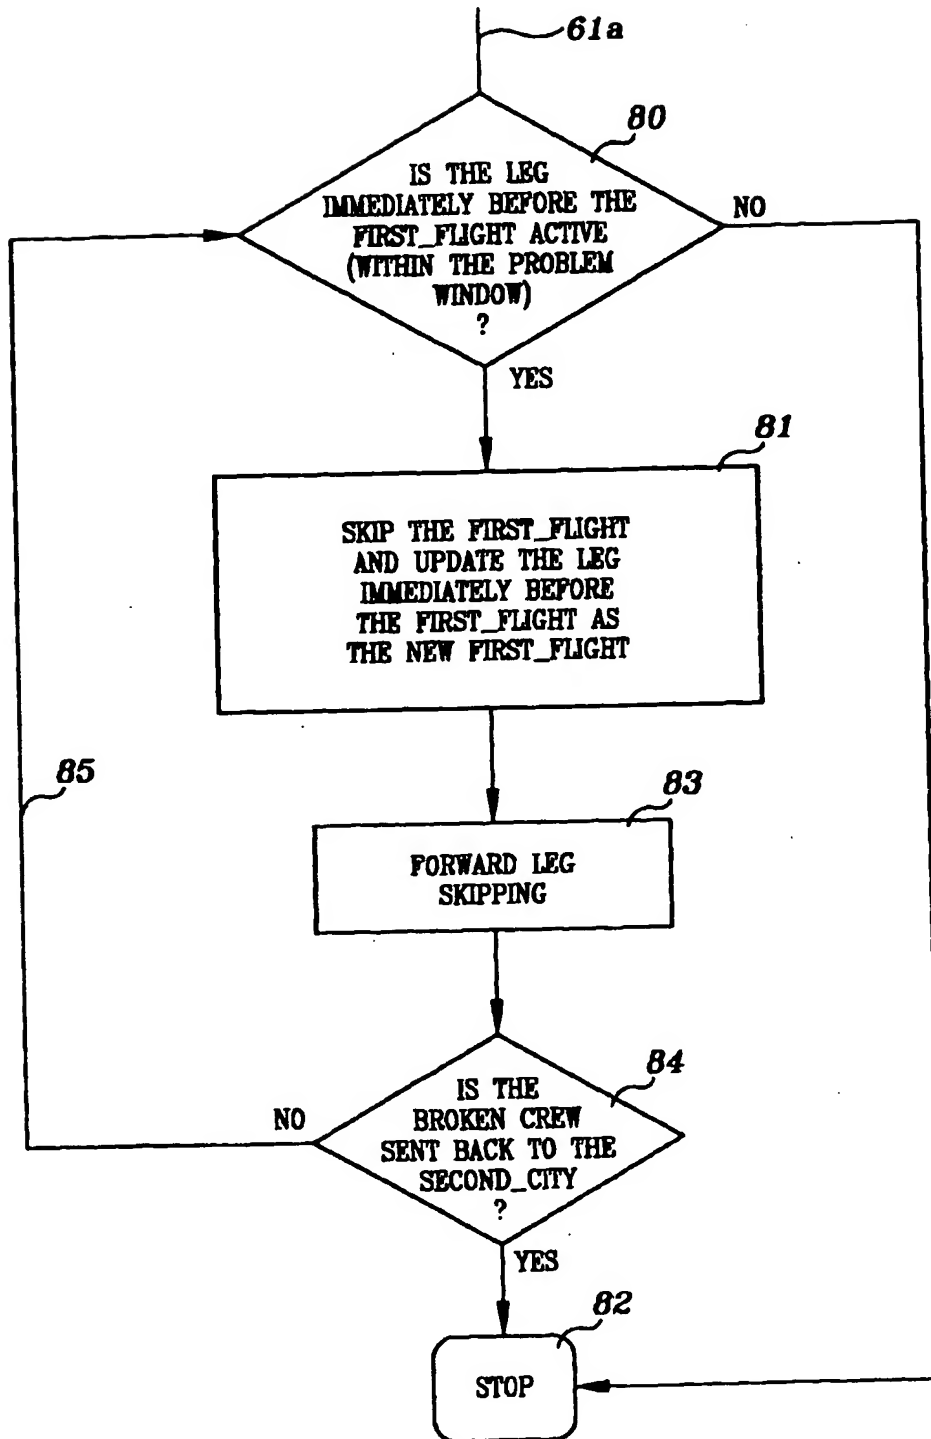 61a
80
IS THE LEG
IMMEDIATELY BEFORE THE
FIRST_FLIGHT ACTIVE
(WITHIN THE PROBLEM
WINDOW)
?
NO
YES
81
SKIP THE FIRST_FLIGHT
AND UPDATE THE LEG
IMMEDIATELY BEFORE
THE FIRST_FLIGHT AS
THE NEW FIRST_FLIGHT
85
83
FORWARD LEG
SKIPPING
84
IS THE
BROKEN CREW
SENT BACK TO THE
SECOND_CITY
?
NO
YES
82
STOP